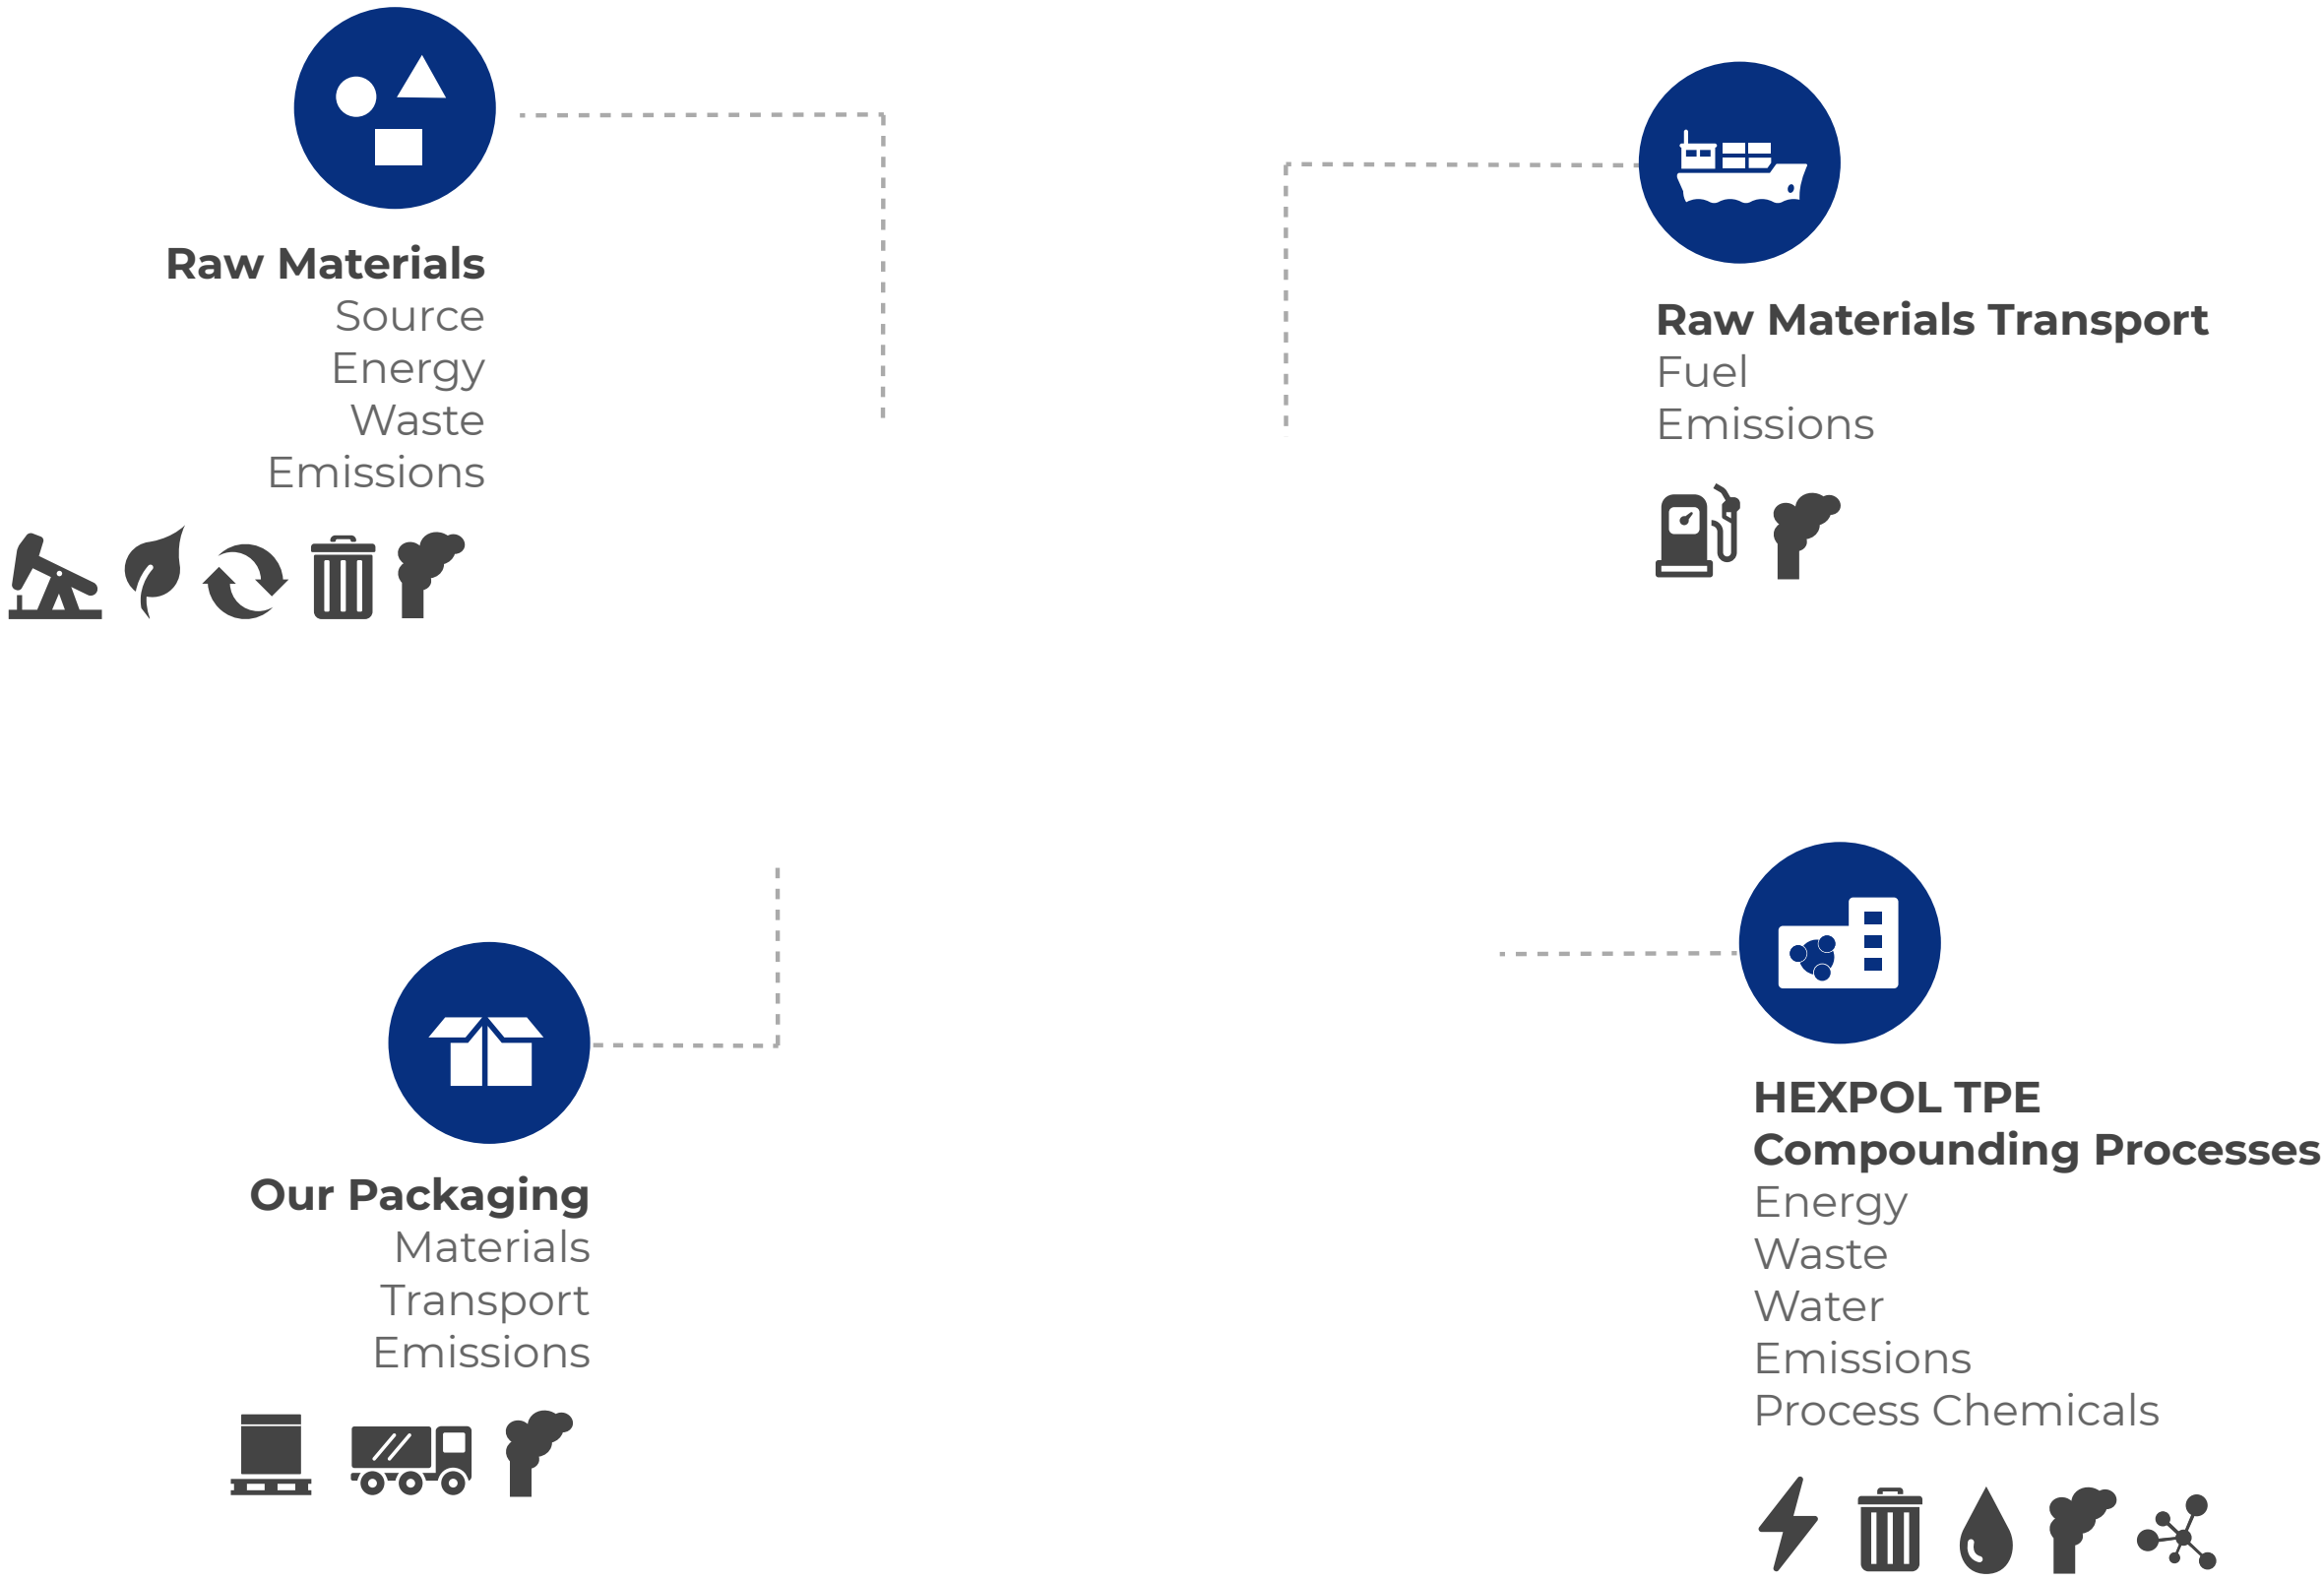 Raw Materials
Source
Energy
Waste
Emissions
Raw Materials Transport
Fuel
Emissions
Our Packaging
Materials
Transport
Emissions
HEXPOL TPE
Compounding Processes
Energy
Waste
Water
Emissions
Process Chemicals